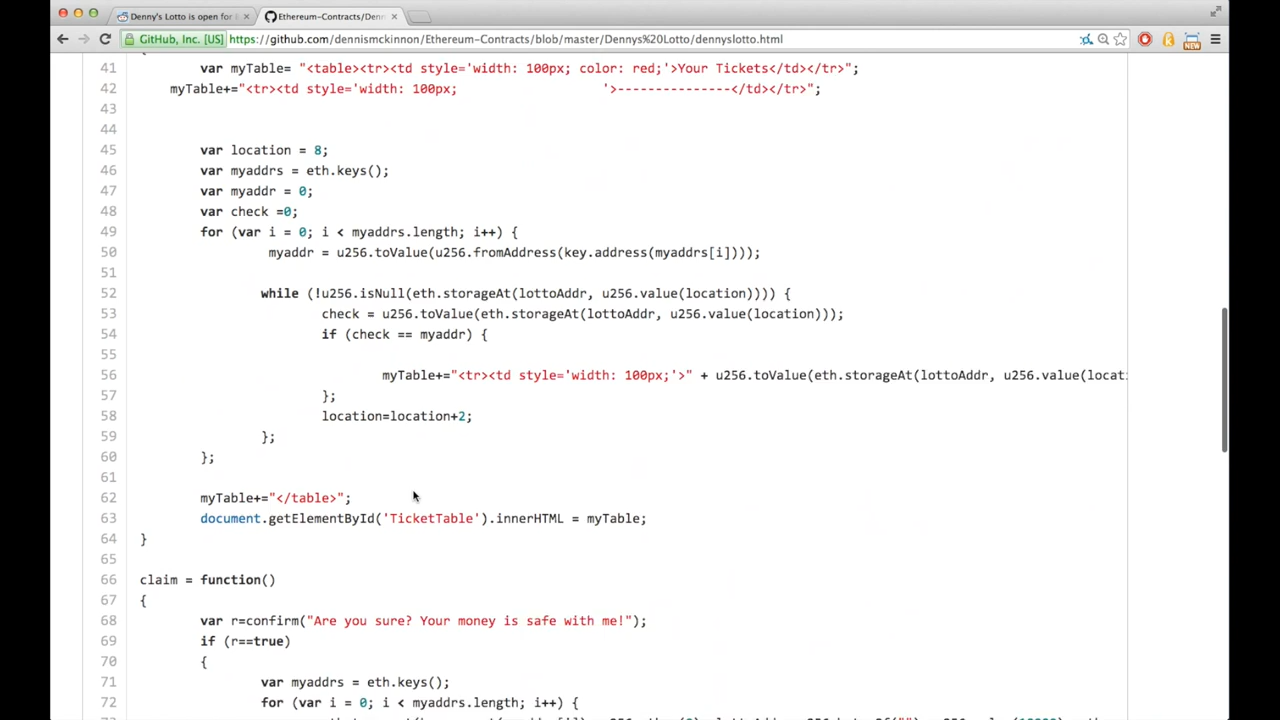 Denny's Lotto is open for
Ethereum-Contracts/Denn
GitHub, Inc. [US]
https://github.com/dennismckinnon/Ethereum-Contracts/blob/master/Dennys%20Lotto/dennyslotto.html
NEW
41 var myTable= "<table><tr><td style='width: 100px; color: red;'>Your Tickets</td></tr>";
42 myTable+="<tr><td style='width: 100px; '>---------------</td></tr>";
43
44
45 var location = 8;
46 var myaddrs = eth.keys();
47 var myaddr = 0;
48 var check =0;
49 for (var i = 0; i < myaddrs.length; i++) {
50 myaddr = u256.toValue(u256.fromAddress(key.address(myaddrs[i])));
51
52 while (!u256.isNull(eth.storageAt(lottoAddr, u256.value(location)))) {
53 check = u256.toValue(eth.storageAt(lottoAddr, u256.value(location)));
54 if (check == myaddr) {
55
56 myTable+="<tr><td style='width: 100px;'>" + u256.toValue(eth.storageAt(lottoAddr, u256.value(locati
57 };
58 location=location+2;
59 };
60 };
61
62 myTable+="</table>";
63 document.getElementById('TicketTable').innerHTML = myTable;
64 }
65
66 claim = function()
67 {
68 var r=confirm("Are you sure? Your money is safe with me!");
69 if (r==true)
70 {
71 var myaddrs = eth.keys();
72 for (var i = 0; i < myaddrs.length; i++) {